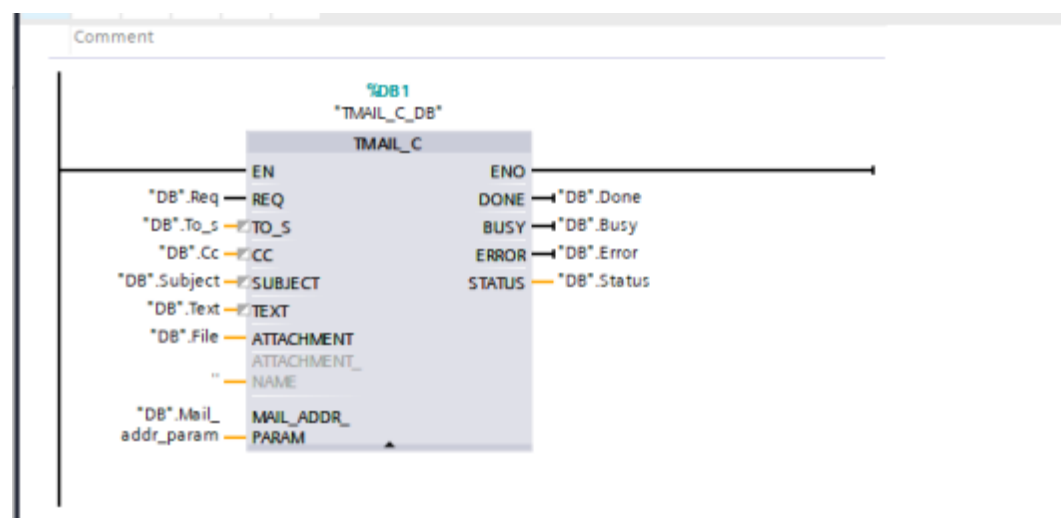 Comment
%DB1
"TMAIL_C_DB"
TMAIL_C
EN ENO
"DB".Req REQ DONE "DB".Done
"DB".To_s TO_S BUSY "DB".Busy
"DB".Cc CC ERROR "DB".Error
"DB".Subject SUBJECT STATUS "DB".Status
"DB".Text TEXT
"DB".File ATTACHMENT
ATTACHMENT_
'' NAME
"DB".Mail_ MAIL_ADDR_
addr_param PARAM